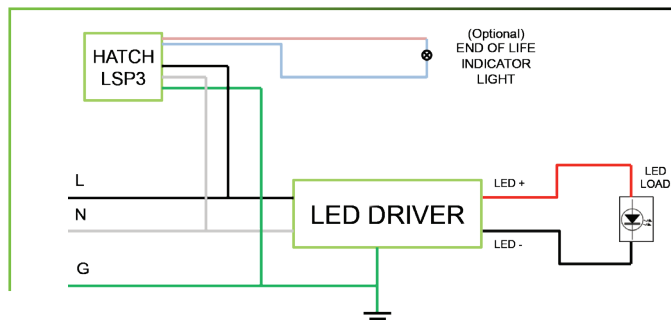 HATCH
LSP3
(Optional)
END OF LIFE
INDICATOR
LIGHT
L
N
G
LED DRIVER
LED +
LED -
LED
LOAD